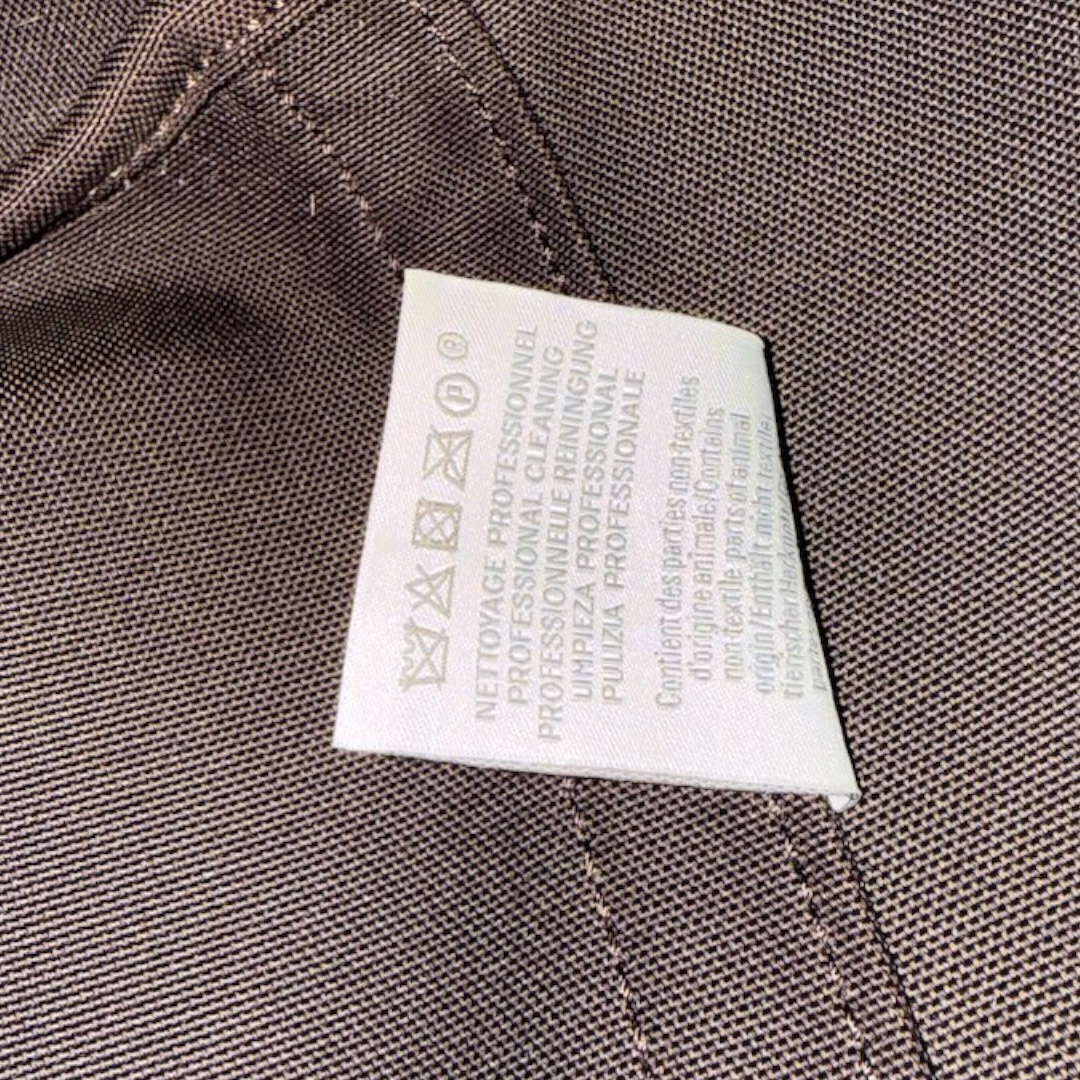 P
®
NETTOYAGE PROFESSIONNEL
PROFESSIONAL CLEANING
PROFESSIONNELLE REINIGUNG
LIMPIEZA PROFESSIONAL
PULIZIA PROFESSIONALE
Contient des parties non-textiles
d'origine animale/Contains
non-textile parts of animal
origin/Enthält nicht textile
tierischer